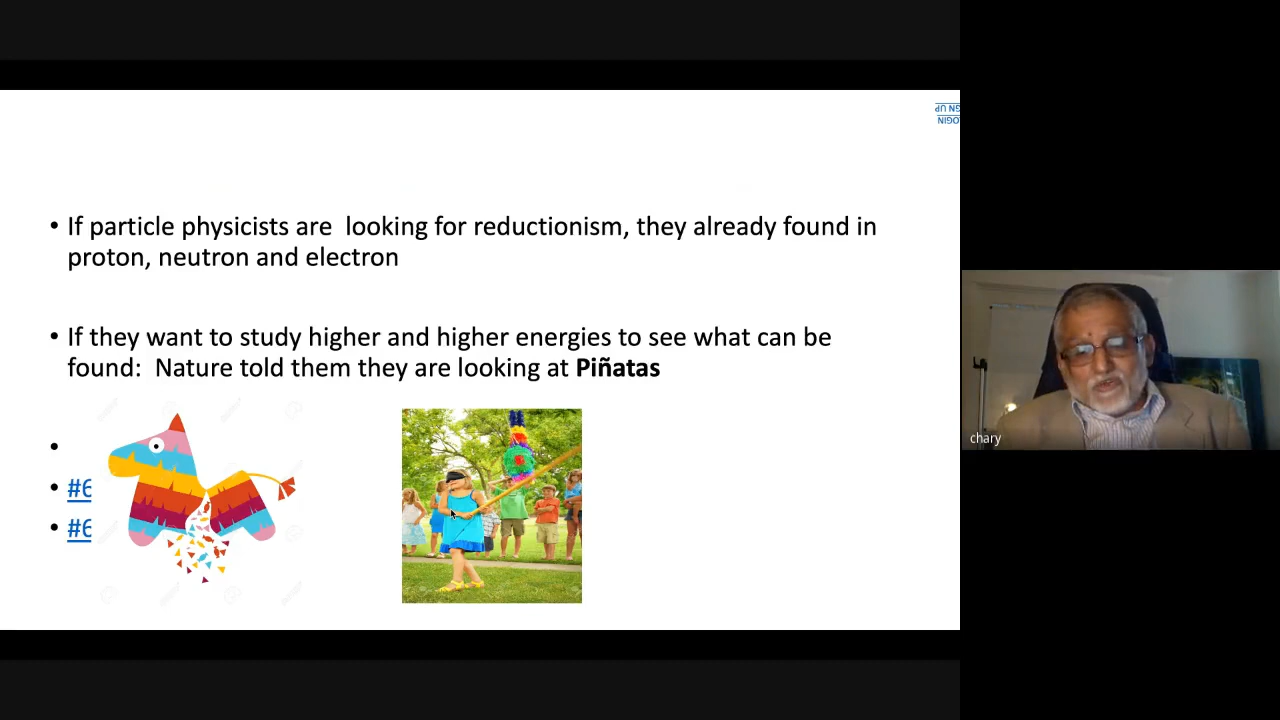 • If particle physicists are looking for reductionism, they already found in
proton, neutron and electron
• If they want to study higher and higher energies to see what can be
found: Nature told them they are looking at Piñatas
•
• #6
• #6
chary